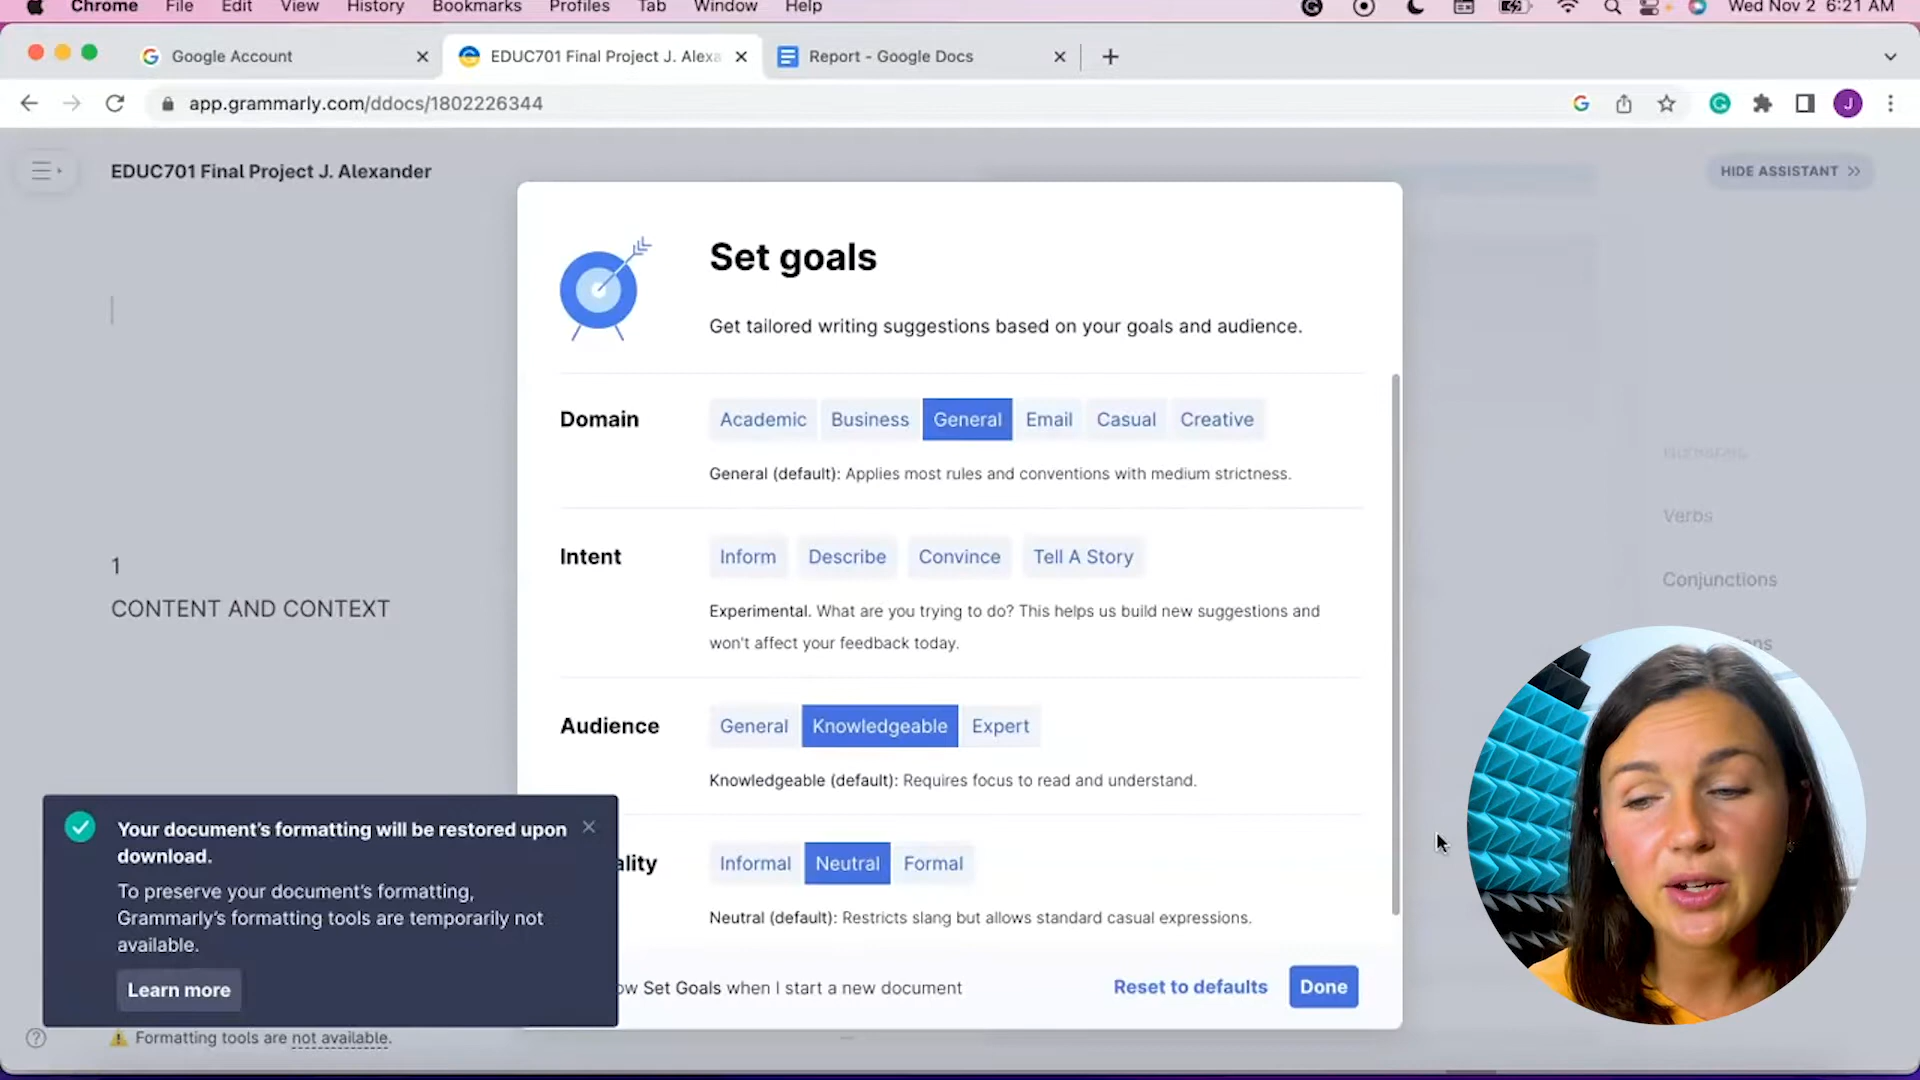 Chrome File Edit View History Bookmarks Profiles Tab Window Help Wed Nov 2 6:21 AM
Google Account EDUC701 Final Project J. Alexa Report - Google Docs
app.grammarly.com/ddocs/1802226344 J
EDUC701 Final Project J. Alexander HIDE ASSISTANT
Set goals
Get tailored writing suggestions based on your goals and audience.
Domain Academic Business General Email Casual Creative
General (default): Applies most rules and conventions with medium strictness.
Verbs
Intent Inform Describe Convince Tell A Story
1
Conjunctions
CONTENT AND CONTEXT
Experimental. What are you trying to do? This helps us build new suggestions and
won't affect your feedback today.
Audience General Knowledgeable Expert
Knowledgeable (default): Requires focus to read and understand.
ality Informal Neutral Formal
Neutral (default): Restricts slang but allows standard casual expressions.
ow Set Goals when I start a new document Reset to defaults Done
Your document's formatting will be restored upon
download.
To preserve your document's formatting,
Grammarly's formatting tools are temporarily not
available.
Learn more
Formatting tools are not available.